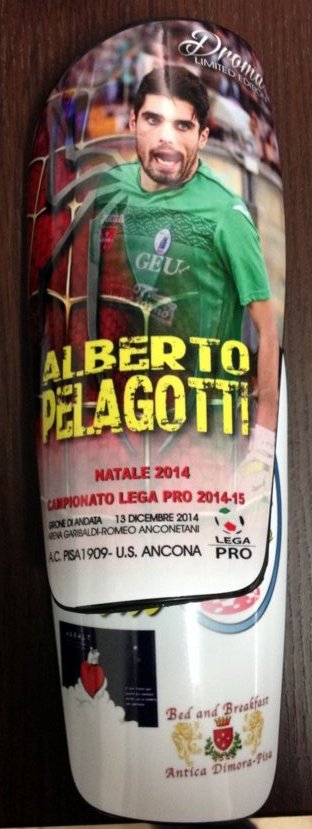 Droma
LIMITED EDITION
GEU
ALBERTO
PELAGOTTI
NATALE 2014
CAMPIONATO LEGA PRO 2014-15
GIRONE DI ANDATA 13 DICEMBRE 2014
ARENA GARIBALDI-ROMEO ANCONETANI
A.C. PISA1909- U.S. ANCONA
LEGA
PRO
Bed and Breakfast
Antica Dimora-Pisa